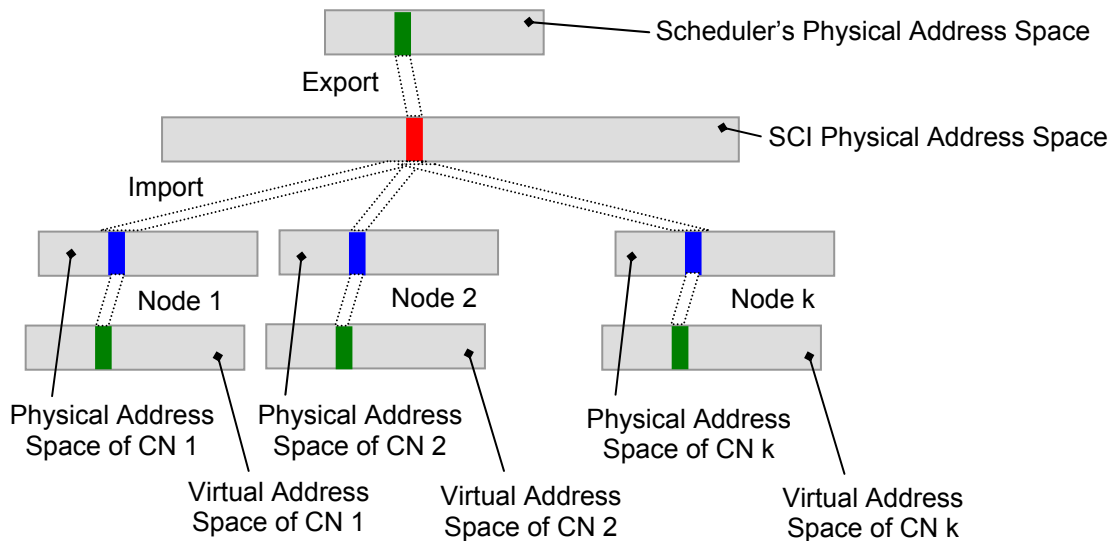 Scheduler's Physical Address Space
Export
SCI Physical Address Space
Import
Node 1
Node 2
Node k
Physical Address
Space of CN 1
Physical Address
Space of CN 2
Physical Address
Space of CN k
Virtual Address
Space of CN 1
Virtual Address
Space of CN 2
Virtual Address
Space of CN k